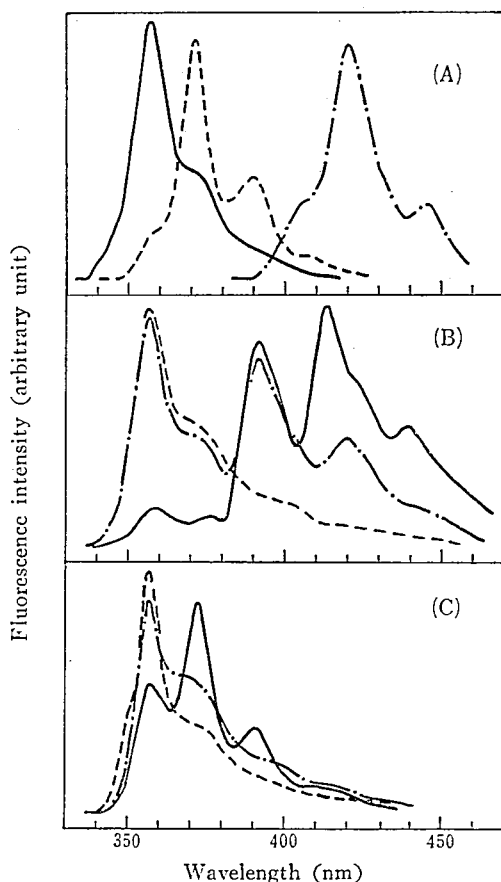 (A)
(B)
(C)
Fluorescence intensity (arbitrary unit)
350 400 450
Wavelength (nm)